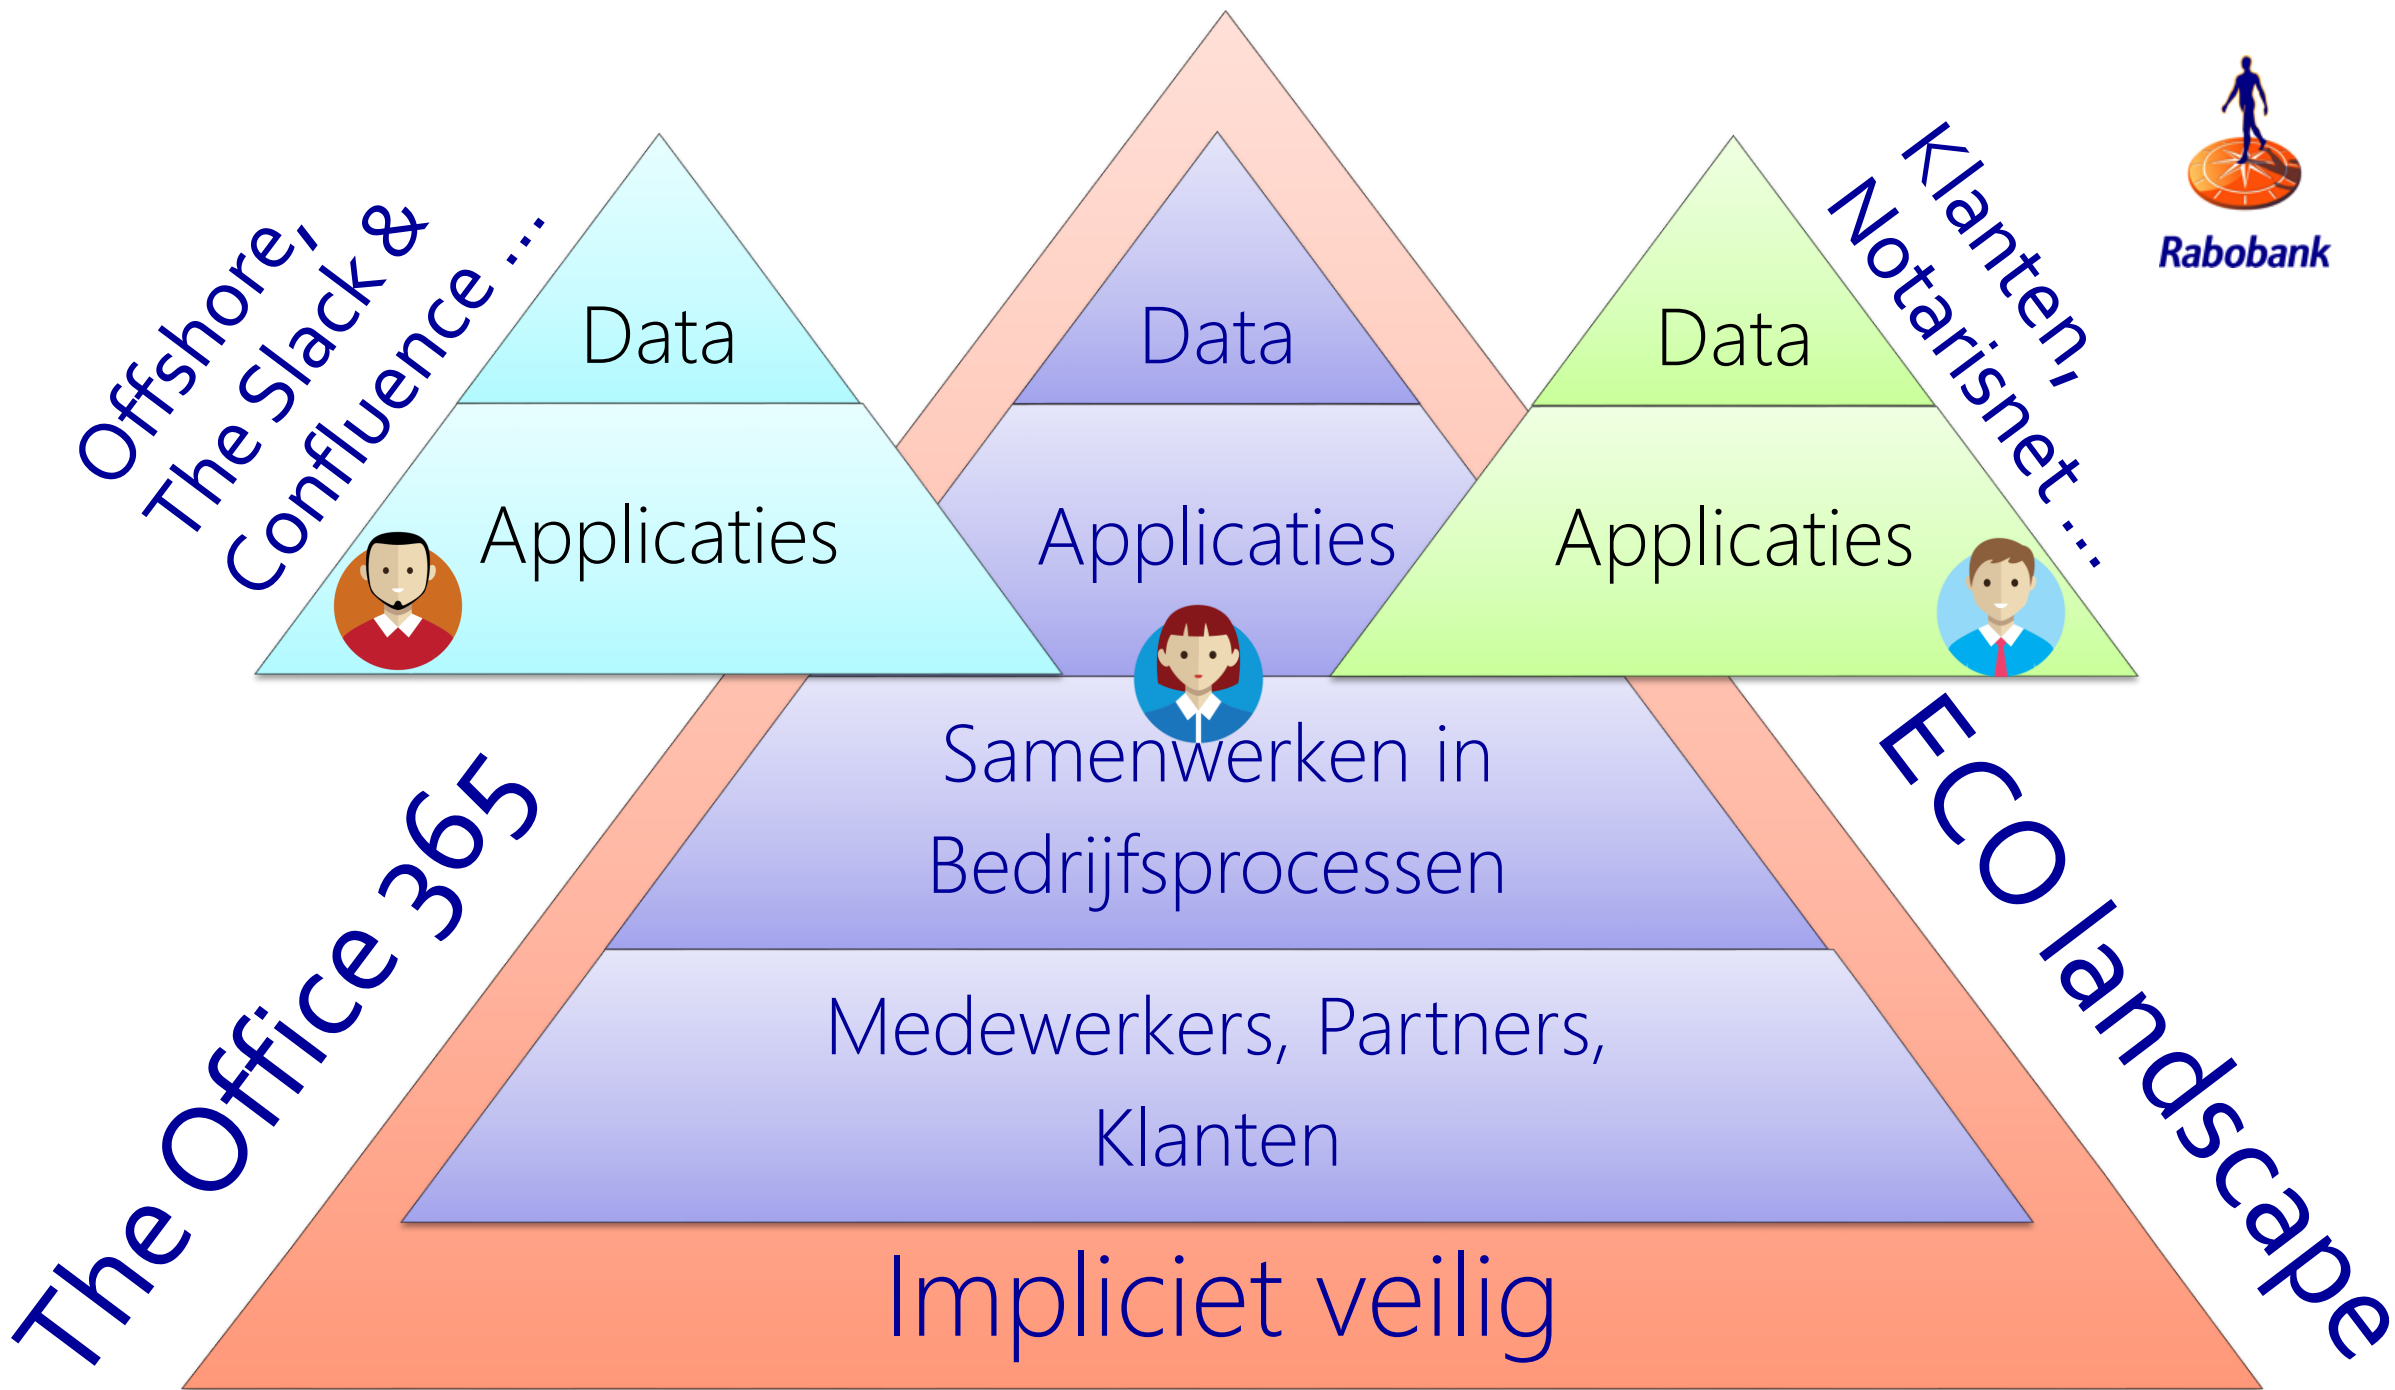 Offshore,
The Slack &
Confluence ...
Klanten,
Notarisnet ...
Rabobank
Data
Data
Data
Applicaties
Applicaties
Applicaties
Samenwerken in
Bedrijfsprocessen
Medewerkers, Partners,
Klanten
Impliciet veilig
The Office 365
ECO landscape